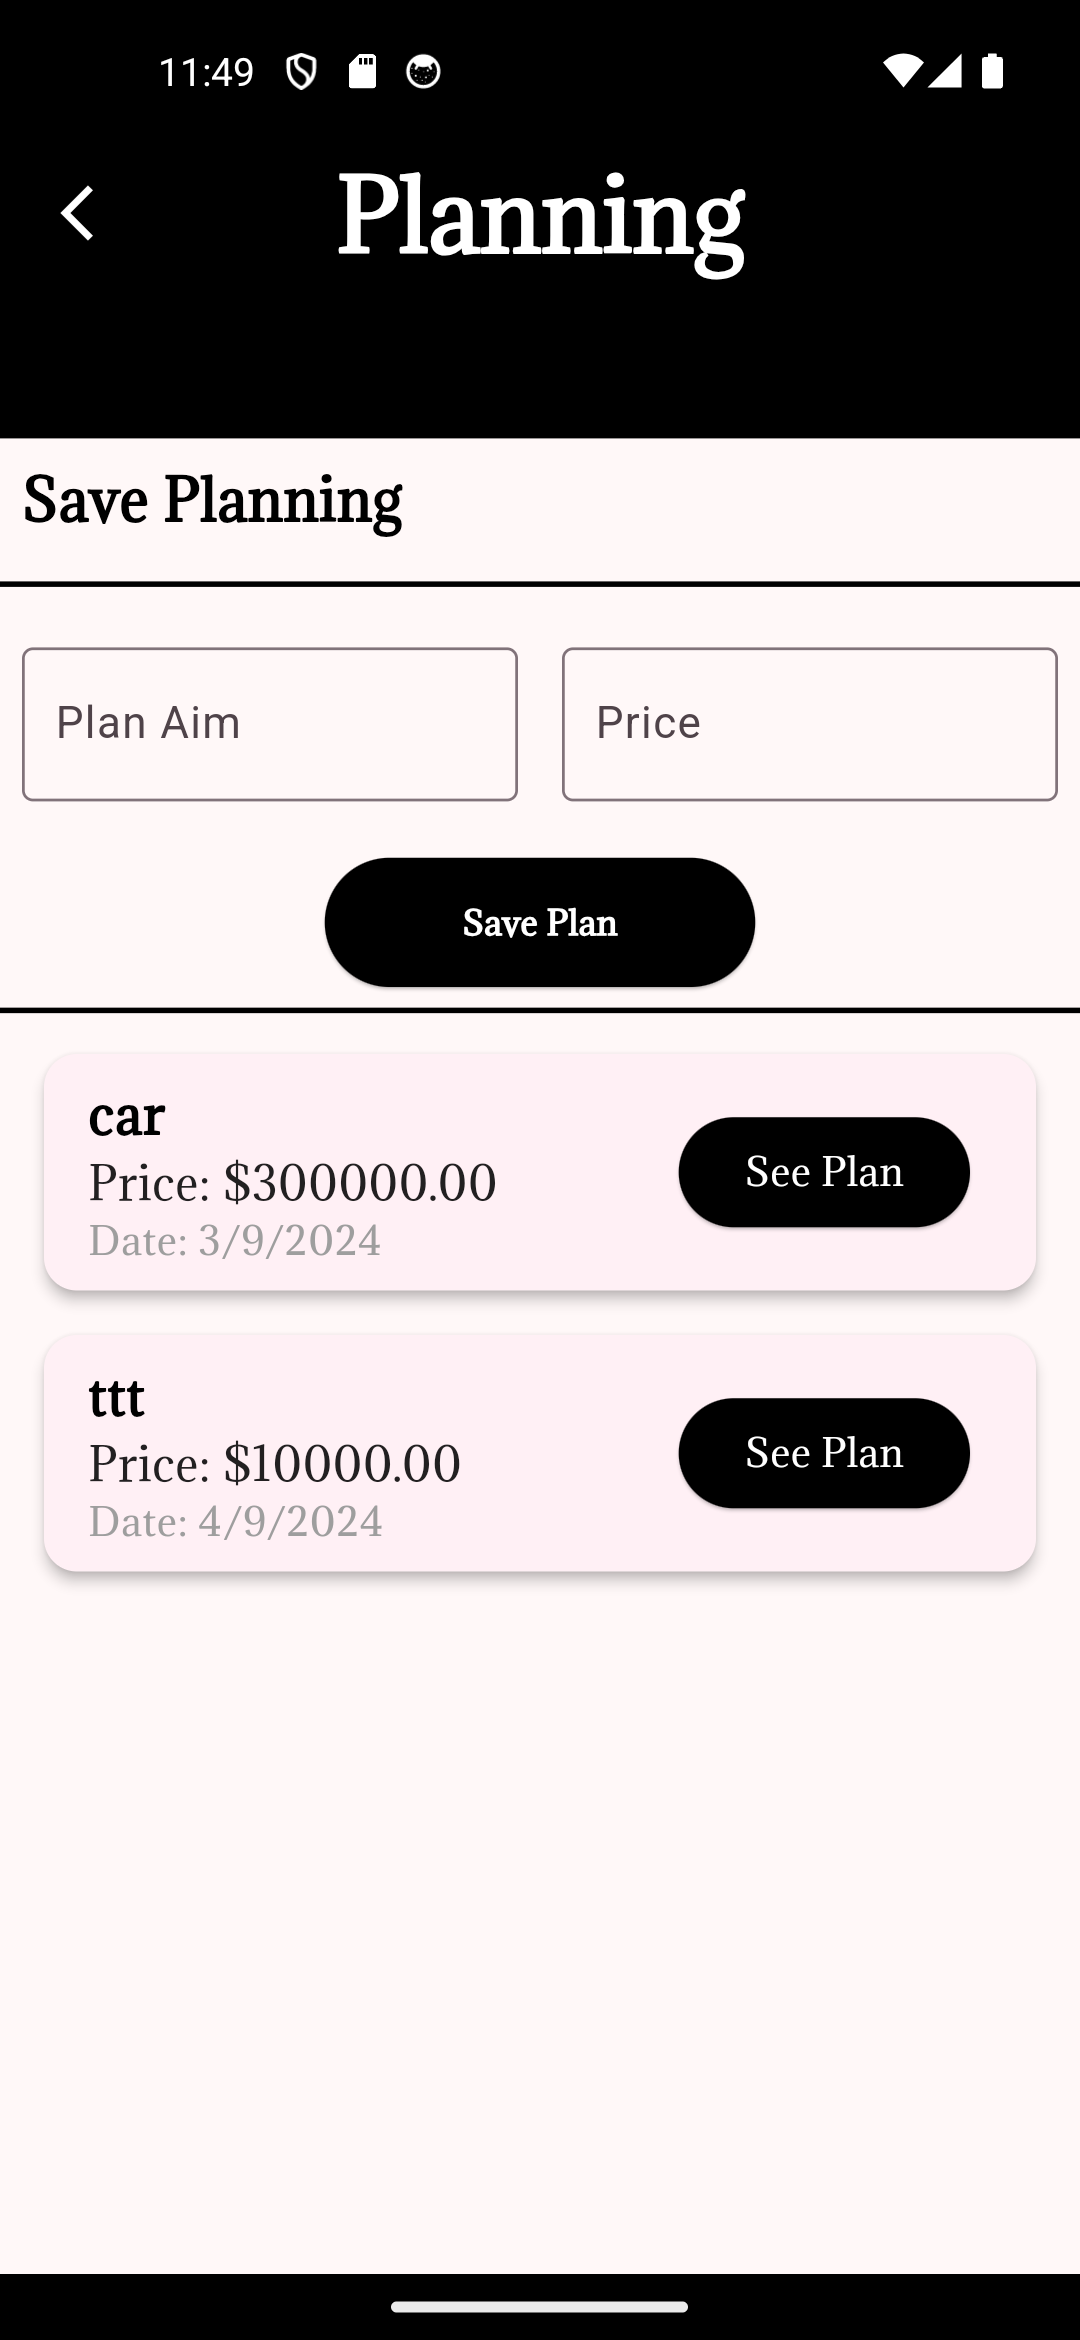 11:49
Planning
Save Planning
Plan Aim
Price
Save Plan
car
Price: $300000.00
Date: 3/9/2024
See Plan
ttt
Price: $10000.00
Date: 4/9/2024
See Plan